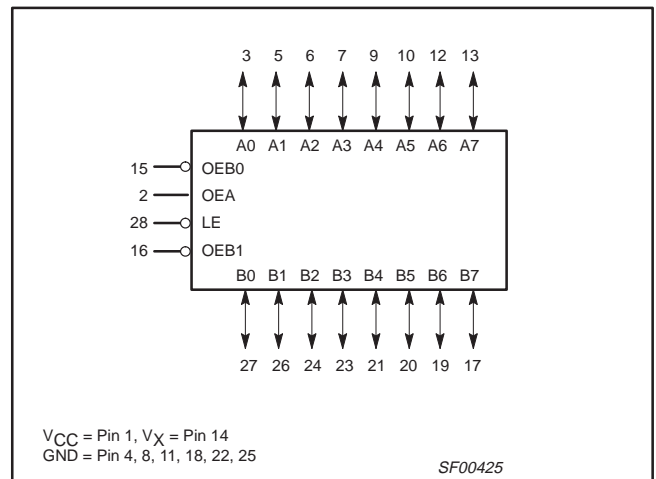 3 5 6 7 9 10 12 13
A0 A1 A2 A3 A4 A5 A6 A7
15 OEB0
2 OEA
28 LE
16 OEB1
B0 B1 B2 B3 B4 B5 B6 B7
27 26 24 23 21 20 19 17
VCC = Pin 1, VX = Pin 14
GND = Pin 4, 8, 11, 18, 22, 25
SF00425